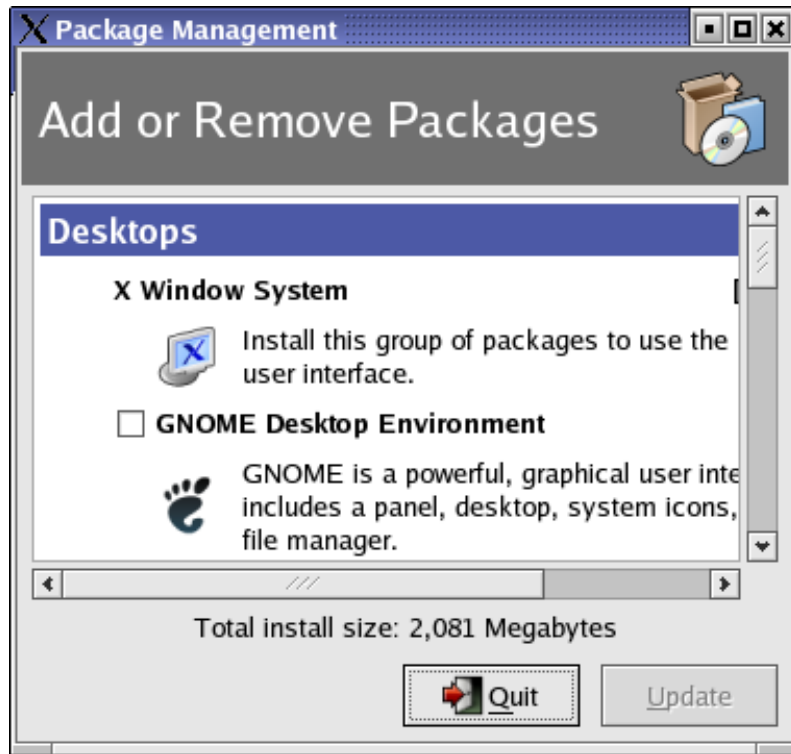 Package Management
Add or Remove Packages
Desktops
X Window System
Install this group of packages to use the
user interface.
GNOME Desktop Environment
GNOME is a powerful, graphical user inte
includes a panel, desktop, system icons,
file manager.
Total install size: 2,081 Megabytes
Quit
Update